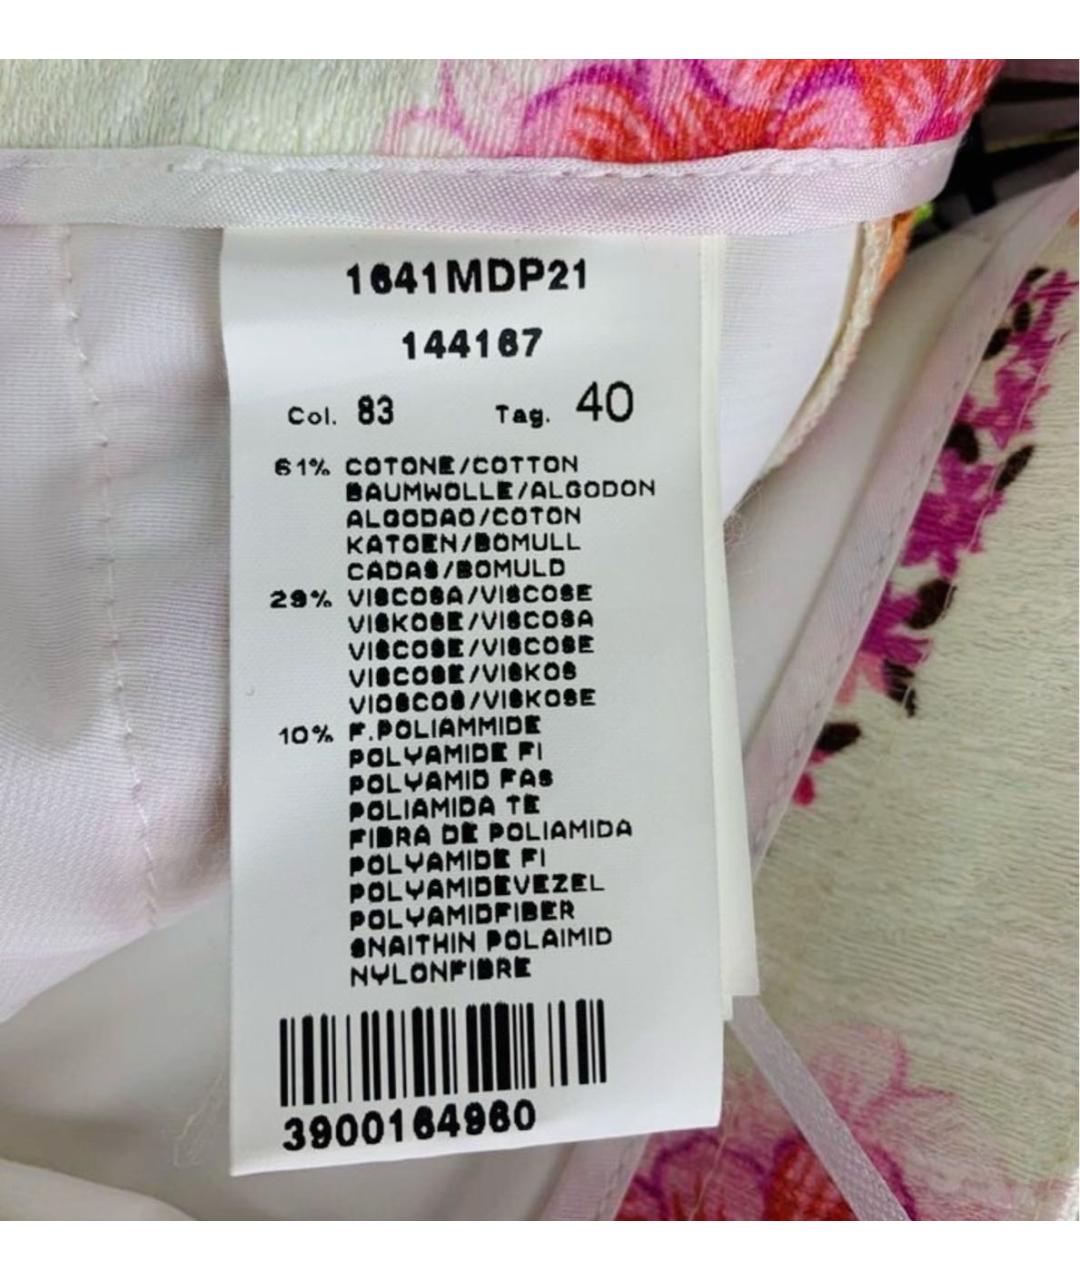 1641MDP21
144167
Col. 83 Tag. 40
61% COTONE/COTTON
BAUMWOLLE/ALGODON
ALGODAO/COTON
KATOEN/BOMULL
CADAS/BOMULD
29% VISCOSA/VISCOSE
VISKOSE/VISCOSA
VISCOSE/VISCOSE
VISCOSE/VISKOS
VIOSCOS/VISKOSE
10% F.POLIAMMIDE
POLYAMIDE FI
POLYAMID FAS
POLIAMIDA TE
FIBRA DE POLIAMIDA
POLYAMIDE FI
POLYAMIDEVEZEL
POLYAMIDFIBER
SNAITHIN POLAIMID
NYLONFIBRE
3900164960